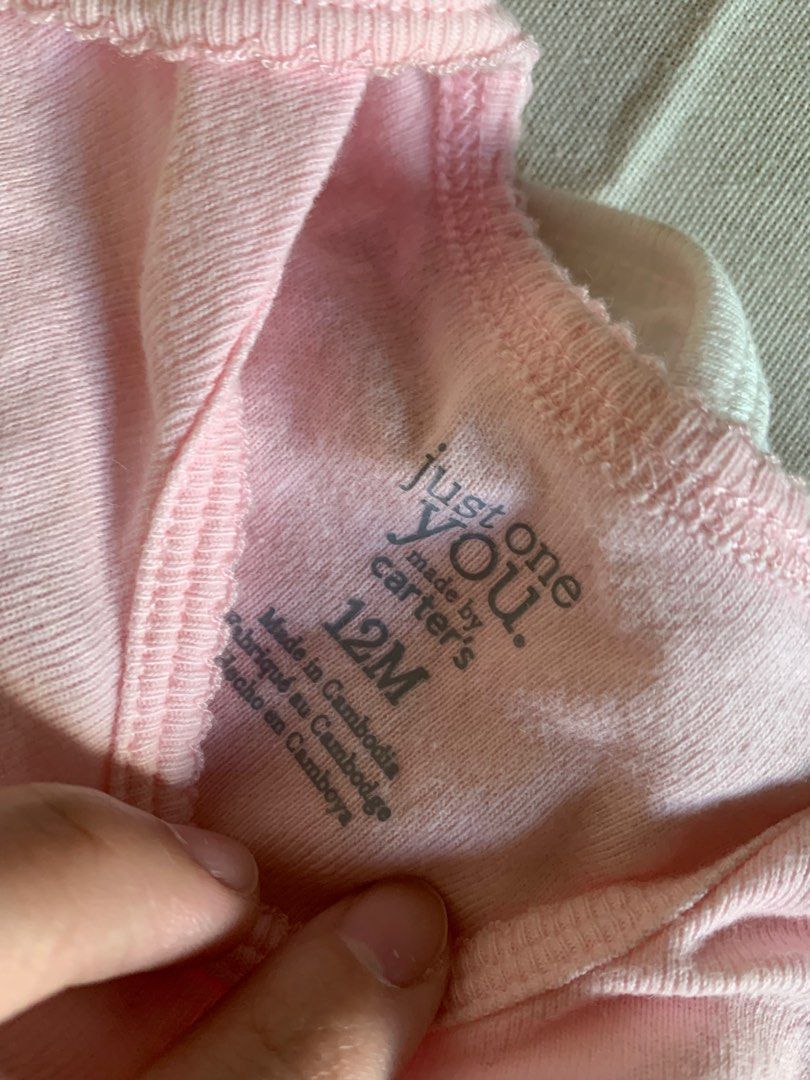 just one
you.
made by
carter's
12M
Made in Cambodia
Fabriqué au Cambodge
Hecho en Camboya